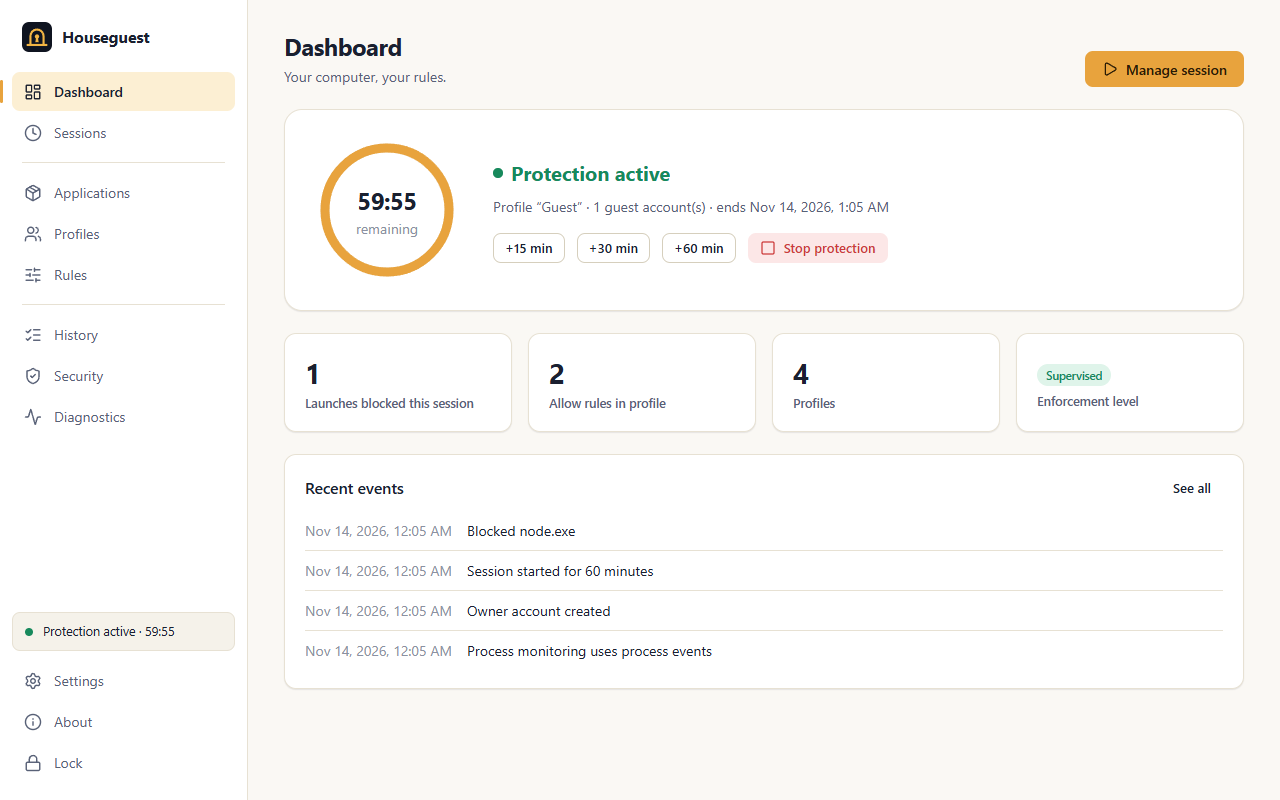 Houseguest
Dashboard
Sessions
Applications
Profiles
Rules
History
Security
Diagnostics
Protection active · 59:55
Settings
About
Lock
Dashboard
Your computer, your rules.
Manage session
59:55
remaining
Protection active
Profile “Guest” · 1 guest account(s) · ends Nov 14, 2026, 1:05 AM
+15 min
+30 min
+60 min
Stop protection
1
Launches blocked this session
2
Allow rules in profile
4
Profiles
Supervised
Enforcement level
Recent events
See all
Nov 14, 2026, 12:05 AM Blocked node.exe
Nov 14, 2026, 12:05 AM Session started for 60 minutes
Nov 14, 2026, 12:05 AM Owner account created
Nov 14, 2026, 12:05 AM Process monitoring uses process events